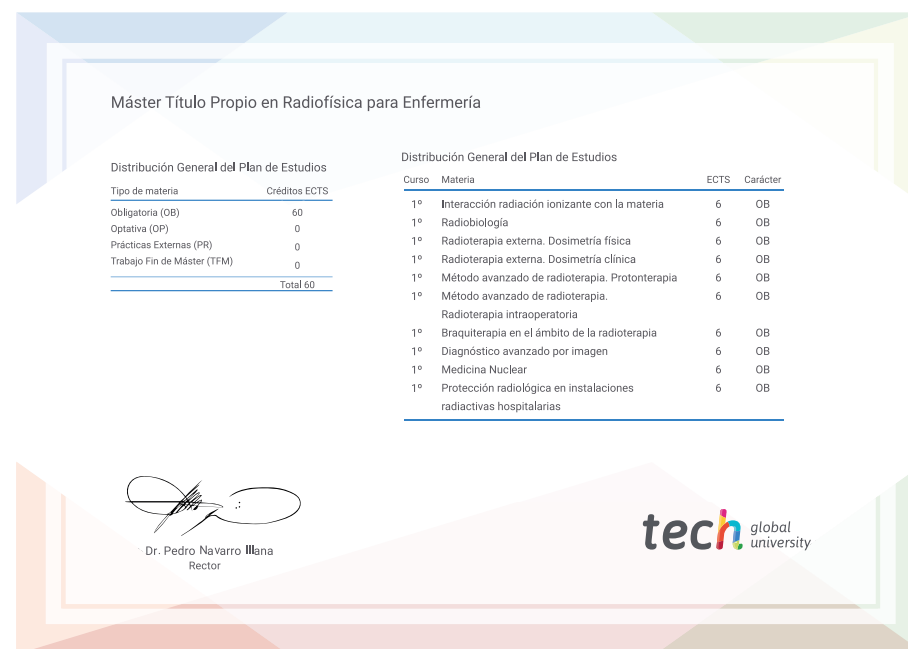 Máster Título Propio en Radiofísica para Enfermería
Distribución General del Plan de Estudios
Tipo de materia Créditos ECTS
Obligatoria (OB) 60
Optativa (OP) 0
Prácticas Externas (PR) 0
Trabajo Fin de Máster (TFM) 0
Total 60
Distribución General del Plan de Estudios
Curso Materia ECTS Carácter
1º Interacción radiación ionizante con la materia 6 OB
1º Radiobiología 6 OB
1º Radioterapia externa. Dosimetría física 6 OB
1º Radioterapia externa. Dosimetría clínica 6 OB
1º Método avanzado de radioterapia. Protonterapia 6 OB
1º Método avanzado de radioterapia. 6 OB
Radioterapia intraoperatoria
1º Braquiterapia en el ámbito de la radioterapia 6 OB
1º Diagnóstico avanzado por imagen 6 OB
1º Medicina Nuclear 6 OB
1º Protección radiológica en instalaciones 6 OB
radiactivas hospitalarias
Dr. Pedro Navarro Illana
Rector
tech global
university